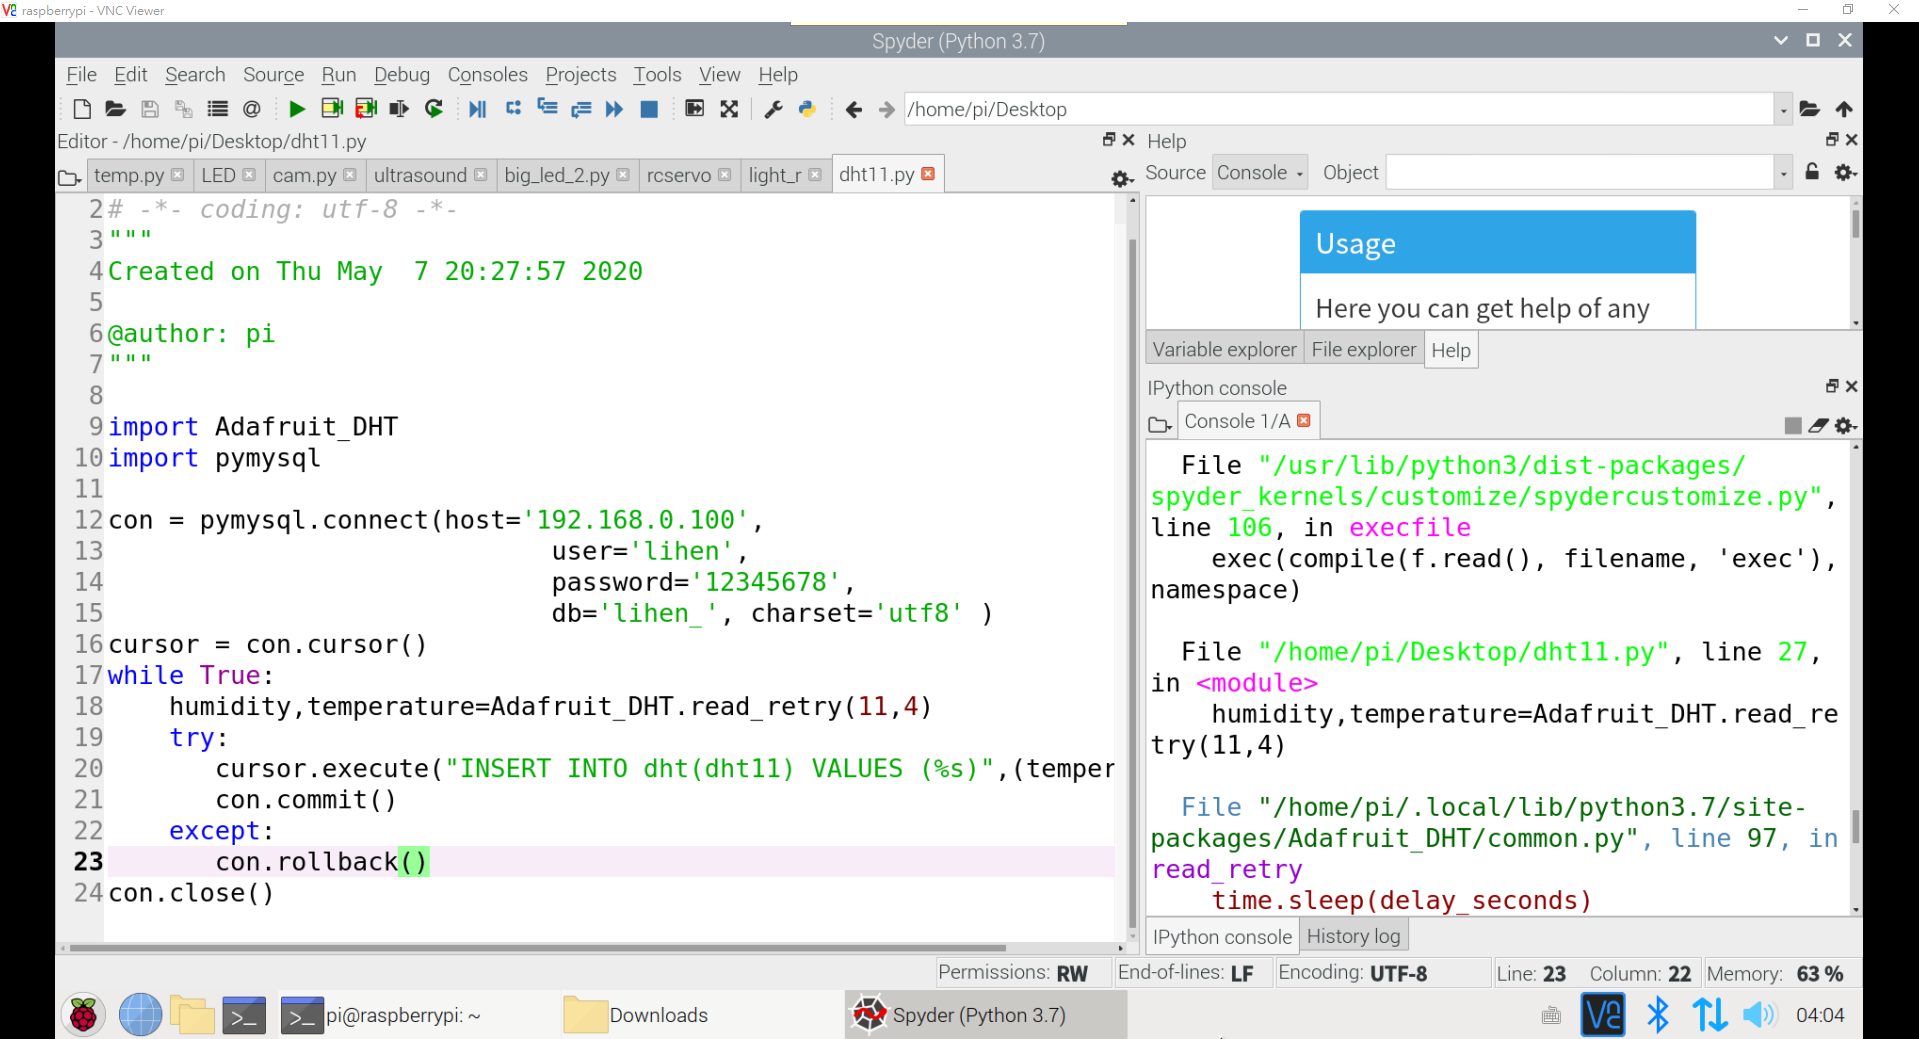 raspberrypi - VNC Viewer
Spyder (Python 3.7)
File Edit Search Source Run Debug Consoles Projects Tools View Help
/home/pi/Desktop
Editor - /home/pi/Desktop/dht11.py
temp.py LED cam.py ultrasound big_led_2.py rcservo light_r dht11.py
2 # -*- coding: utf-8 -*-
3 """
4 Created on Thu May  7 20:27:57 2020
5
6 @author: pi
7 """
8
9 import Adafruit_DHT
10 import pymysql
11
12 con = pymysql.connect(host='192.168.0.100',
13                              user='lihen',
14                              password='12345678',
15                              db='lihen_', charset='utf8' )
16 cursor = con.cursor()
17 while True:
18     humidity,temperature=Adafruit_DHT.read_retry(11,4)
19     try:
20        cursor.execute("INSERT INTO dht(dht11) VALUES (%s)",(temper
21        con.commit()
22     except:
23        con.rollback()
24 con.close()
Help
Source Console Object
Usage
Here you can get help of any
Variable explorer File explorer Help
IPython console
Console 1/A
  File "/usr/lib/python3/dist-packages/
spyder_kernels/customize/spydercustomize.py",
line 106, in execfile
    exec(compile(f.read(), filename, 'exec'),
namespace)
  File "/home/pi/Desktop/dht11.py", line 27,
in <module>
    humidity,temperature=Adafruit_DHT.read_re
try(11,4)
  File "/home/pi/.local/lib/python3.7/site-
packages/Adafruit_DHT/common.py", line 97, in
read_retry
    time.sleep(delay_seconds)
IPython console History log
Permissions: RW End-of-lines: LF Encoding: UTF-8 Line: 23 Column: 22 Memory: 63 %
pi@raspberrypi: ~ Downloads Spyder (Python 3.7) 04:04